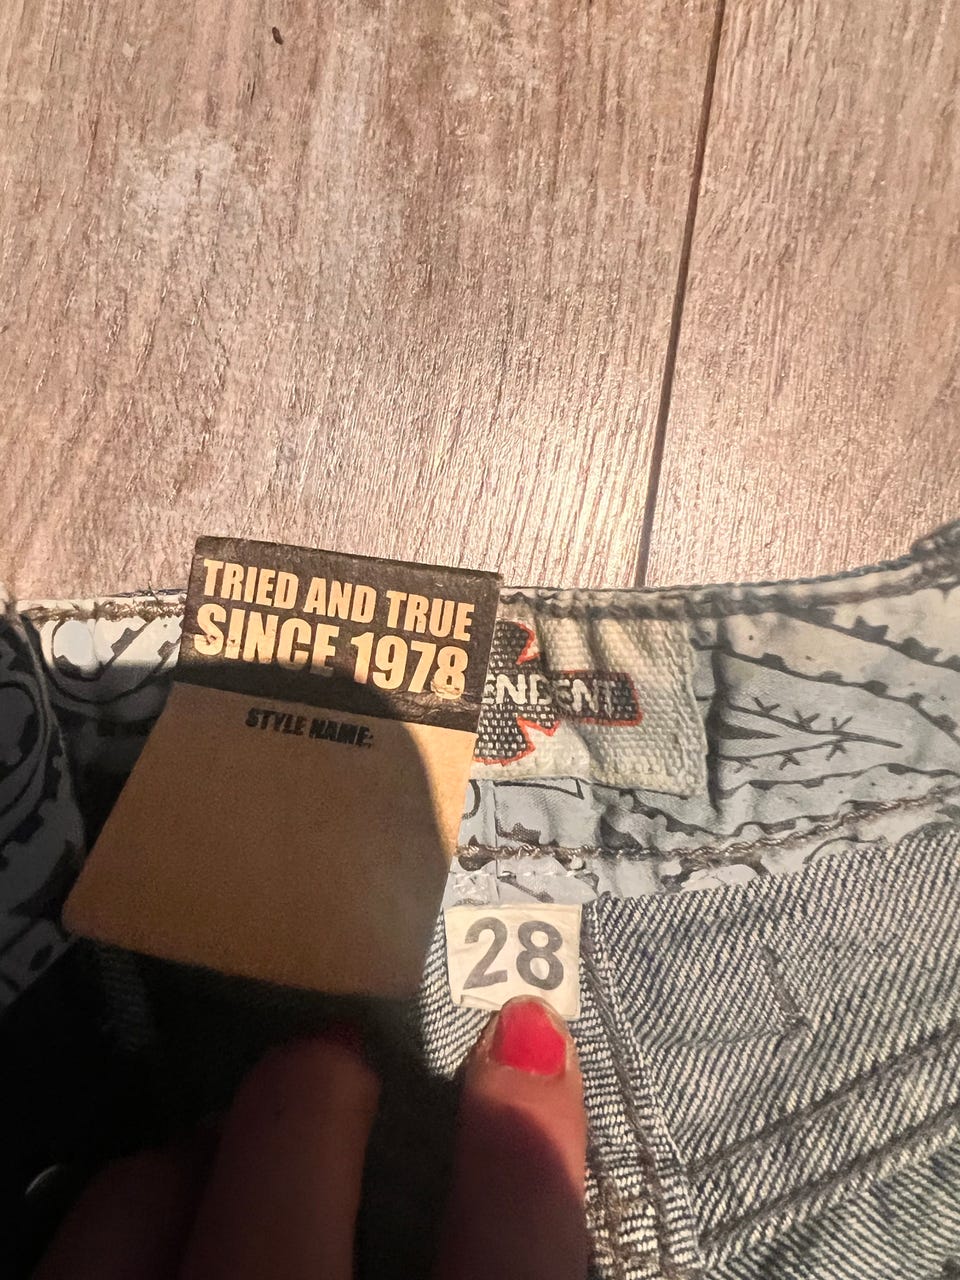 TRIED AND TRUE
SINCE 1978
STYLE NAME:
ENDENT
28